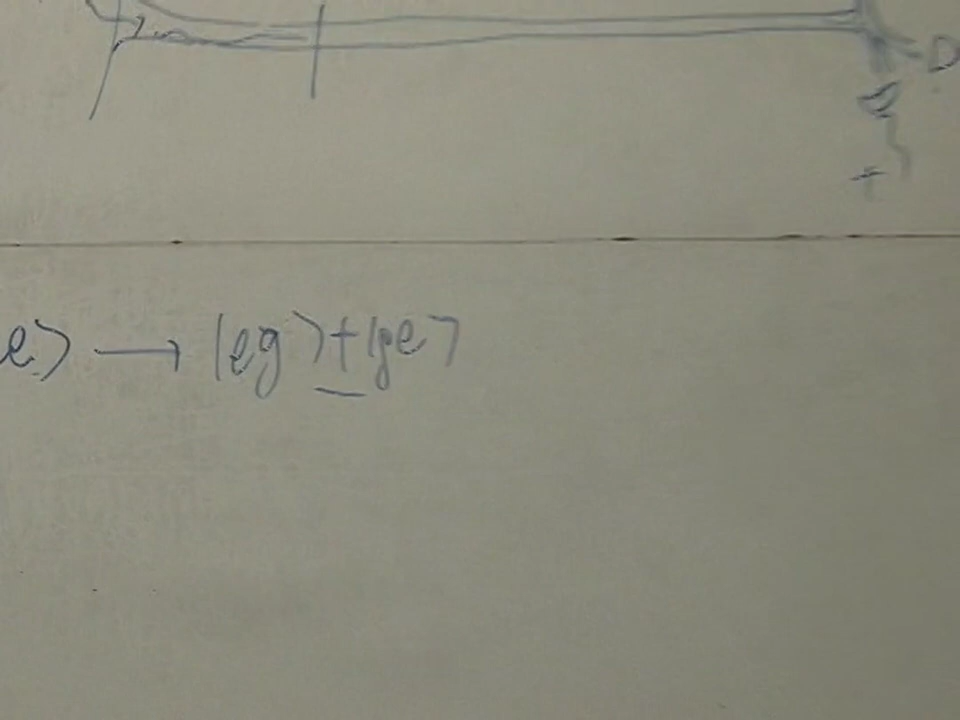 D
e⟩ → |eg⟩ ± |ge⟩